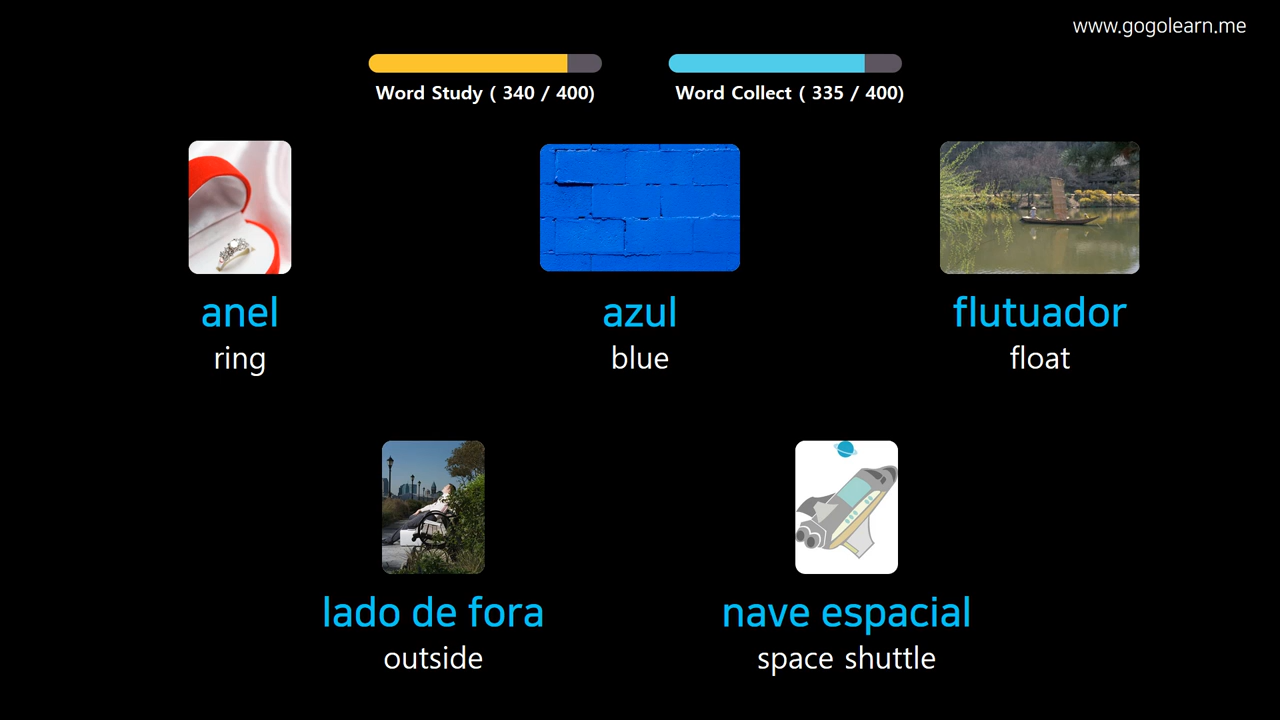 www.gogolearn.me
Word Study ( 340 / 400)
Word Collect ( 335 / 400)
anel
ring
azul
blue
flutuador
float
lado de fora
outside
nave espacial
space shuttle